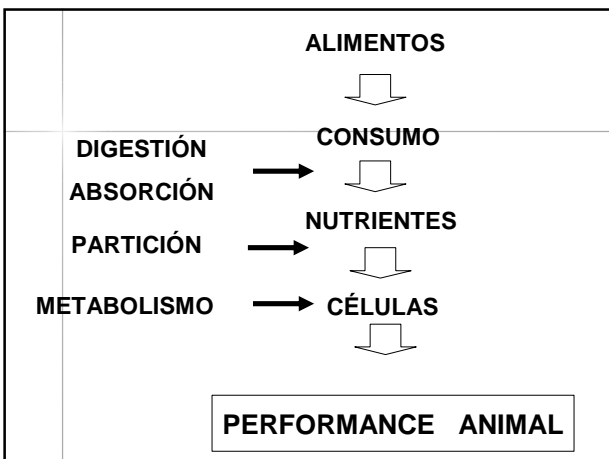 ALIMENTOS
CONSUMO
DIGESTIÓN
ABSORCIÓN
NUTRIENTES
PARTICIÓN
METABOLISMO
CÉLULAS
PERFORMANCE ANIMAL